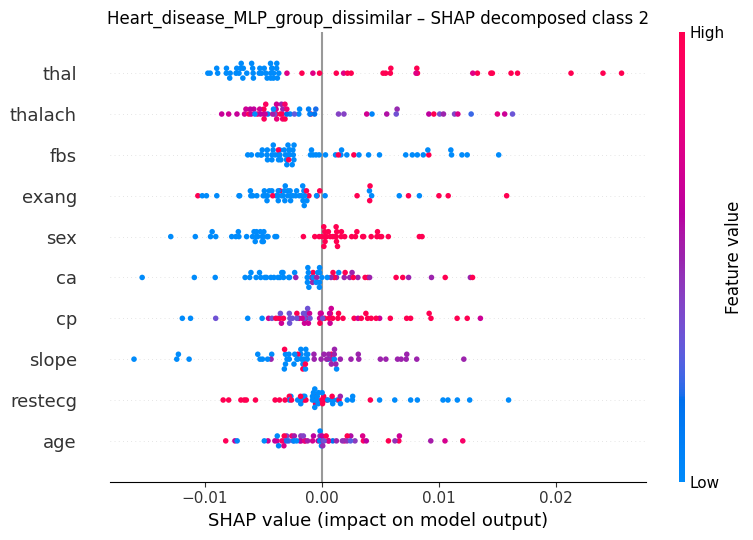 Heart_disease_MLP_group_dissimilar – SHAP decomposed class 2
High
thal
thalach
fbs
exang
sex
ca
cp
slope
restecg
age
Feature value
Low
−0.01 0.00 0.01 0.02
SHAP value (impact on model output)